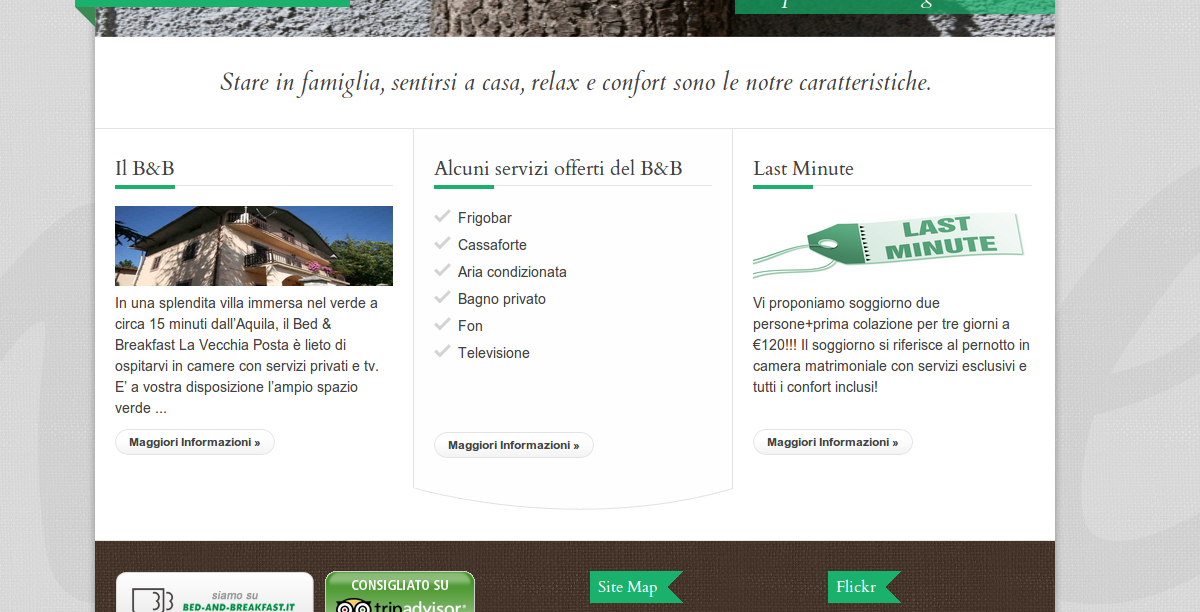 Stare in famiglia, sentirsi a casa, relax e confort sono le notre caratteristiche.
Il B&B
In una splendita villa immersa nel verde a
circa 15 minuti dall'Aquila, il Bed &
Breakfast La Vecchia Posta è lieto di
ospitarvi in camere con servizi privati e tv.
E' a vostra disposizione l'ampio spazio
verde ...
Maggiori Informazioni »
Alcuni servizi offerti del B&B
Frigobar
Cassaforte
Aria condizionata
Bagno privato
Fon
Televisione
Maggiori Informazioni »
Last Minute
LAST
MINUTE
Vi proponiamo soggiorno due
persone+prima colazione per tre giorni a
€120!!! Il soggiorno si riferisce al pernotto in
camera matrimoniale con servizi esclusivi e
tutti i confort inclusi!
Maggiori Informazioni »
siamo su
BED-AND-BREAKFAST.IT
CONSIGLIATO SU
tripadvisor®
Site Map
Flickr